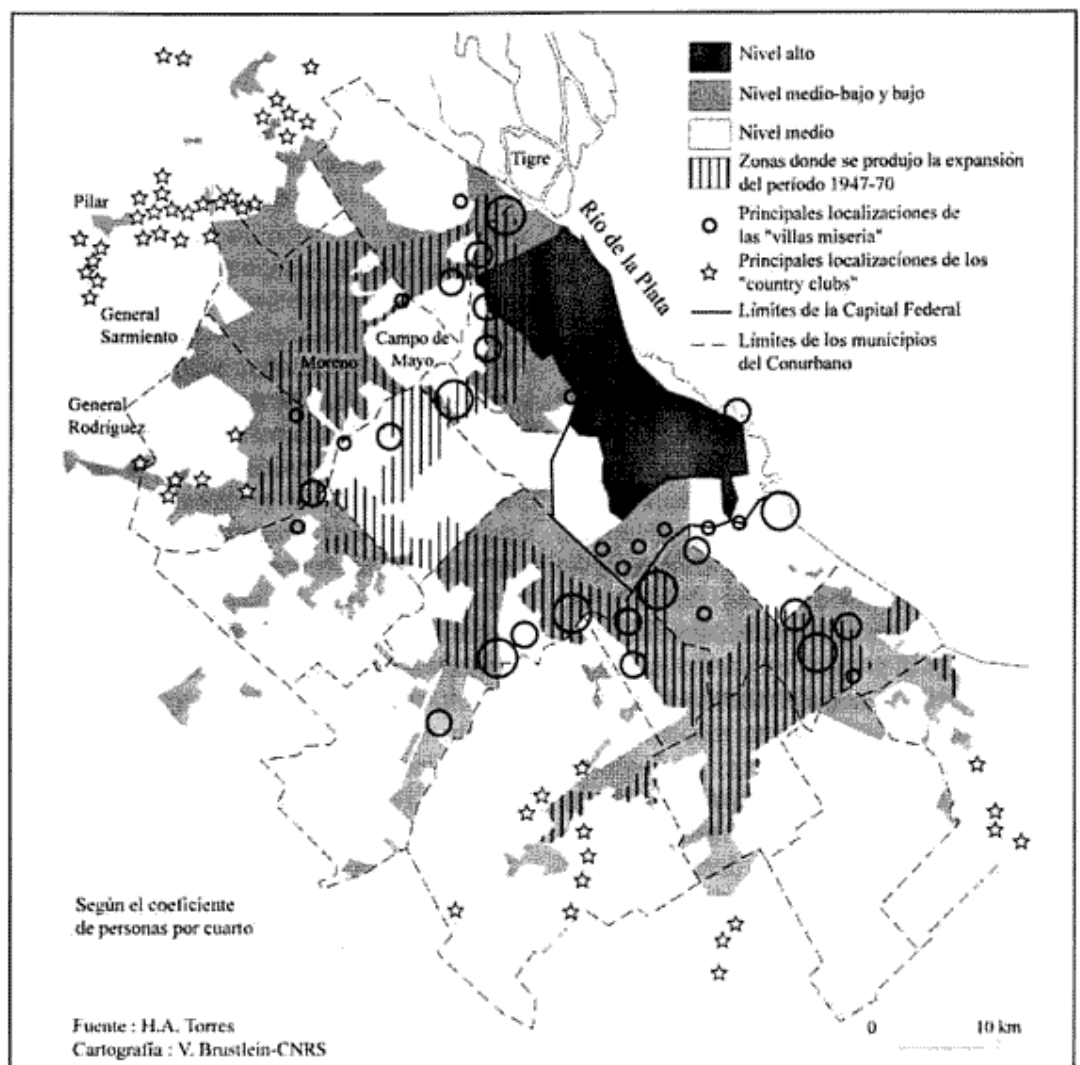 Nivel alto
Nivel medio-bajo y bajo
Nivel medio
Zonas donde se produjo la expansión
del período 1947-70
Principales localizaciones de
las "villas miseria"
Principales localizaciones de los
"country clubs"
Límites de la Capital Federal
Límites de los municipios
del Conurbano
Tigre
Río de la Plata
Pilar
General
Sarmiento
Campo de
Mayo
Moreno
General
Rodríguez
Según el coeficiente
de personas por cuarto
Fuente : H.A. Torres
Cartografía : V. Brustlein-CNRS
0 10 km